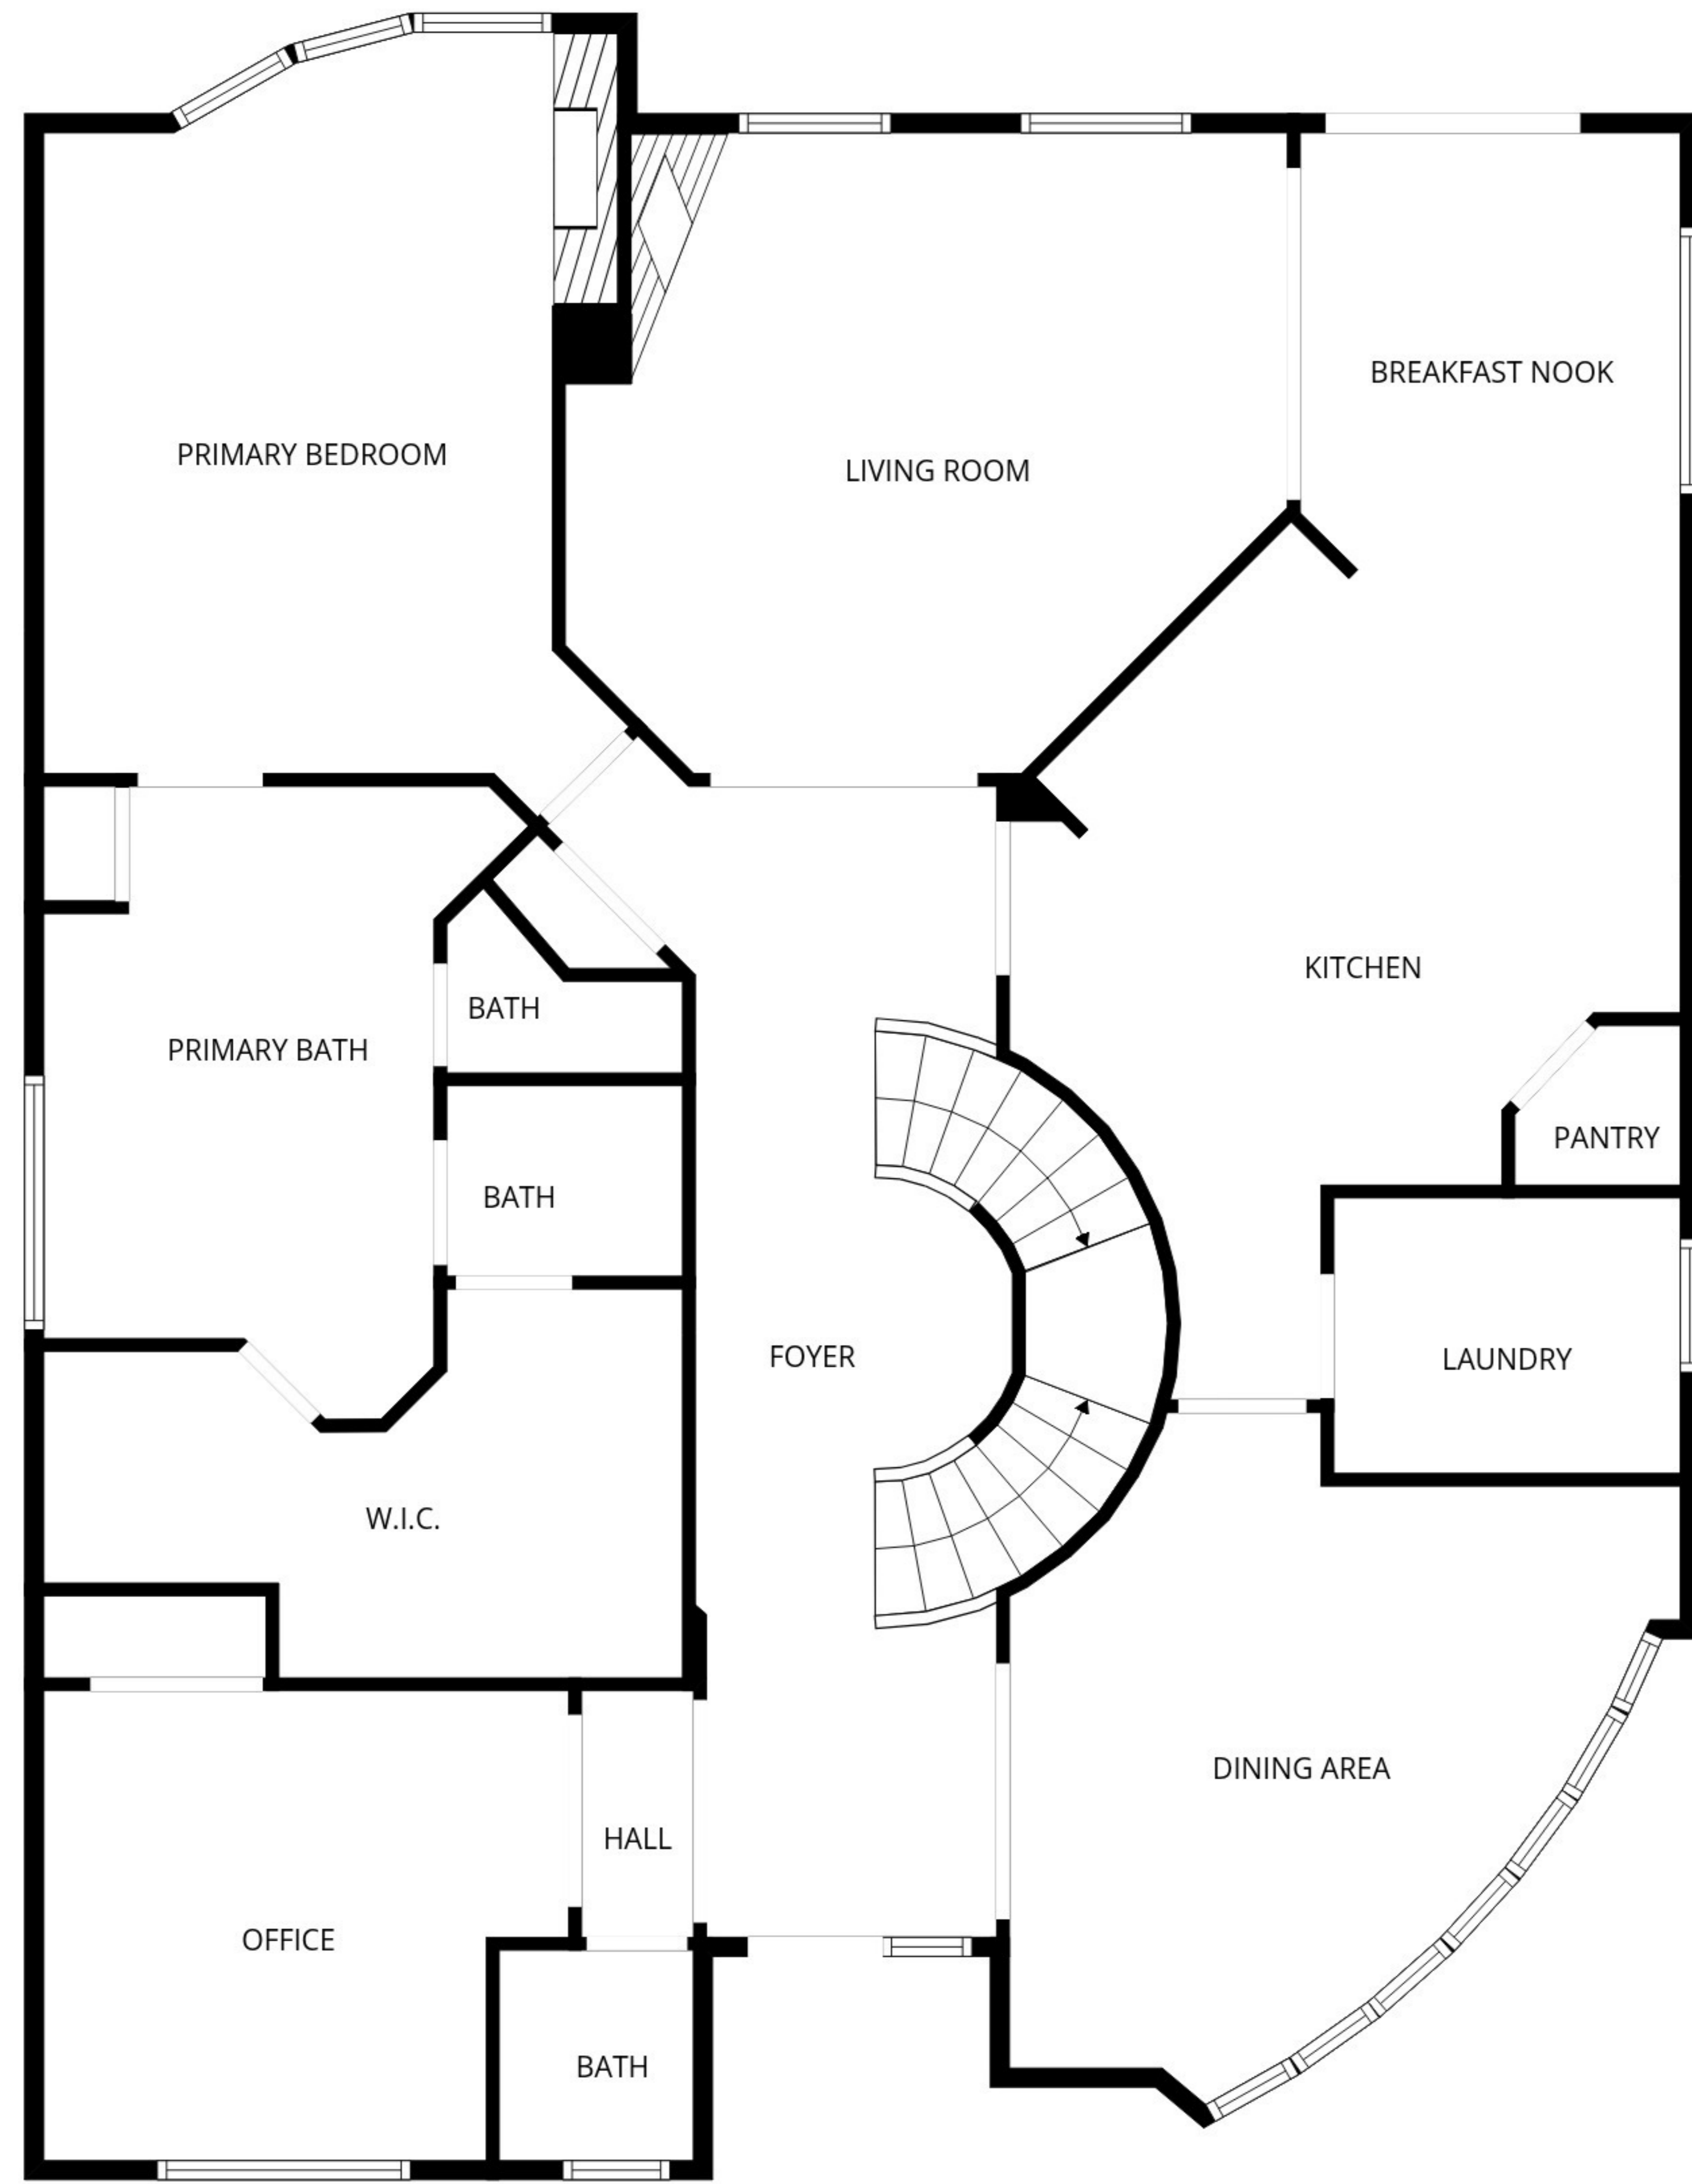 BREAKFAST NOOK
PRIMARY BEDROOM
LIVING ROOM
KITCHEN
BATH
PRIMARY BATH
PANTRY
BATH
FOYER
LAUNDRY
W.I.C.
DINING AREA
HALL
OFFICE
BATH